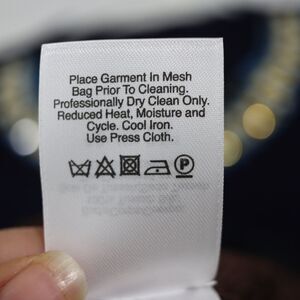 Place Garment In Mesh
Bag Prior To Cleaning.
Professionally Dry Clean Only.
Reduced Heat, Moisture and
Cycle. Cool Iron.
Use Press Cloth.
P